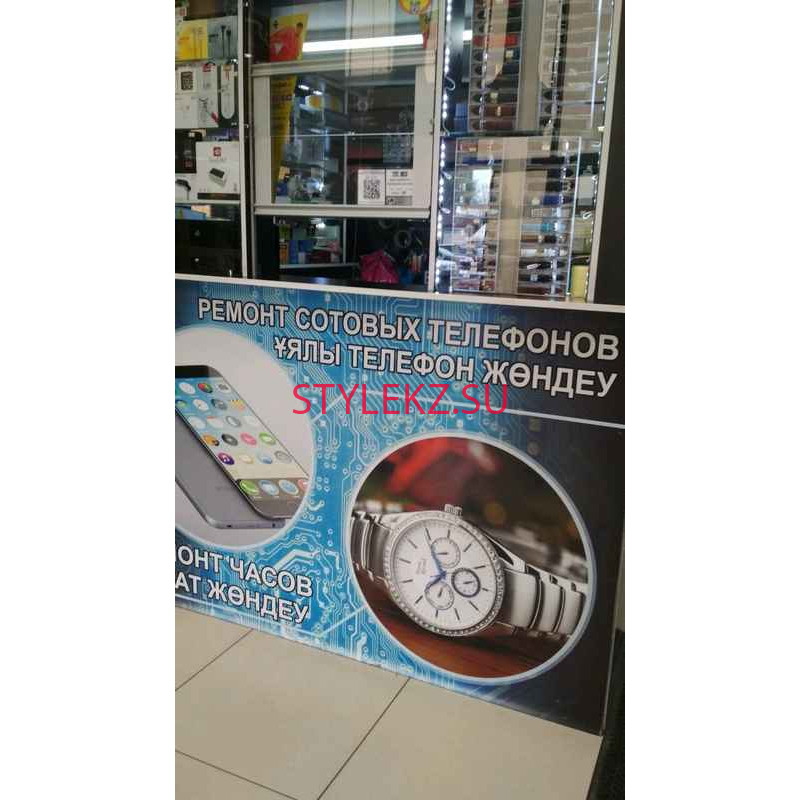 РЕМОНТ СОТОВЫХ ТЕЛЕФОНОВ
ҰЯЛЫ ТЕЛЕФОН ЖӨНДЕУ
STYLEKZ.SU
ОНТ ЧАСОВ
АТ ЖӨНДЕУ